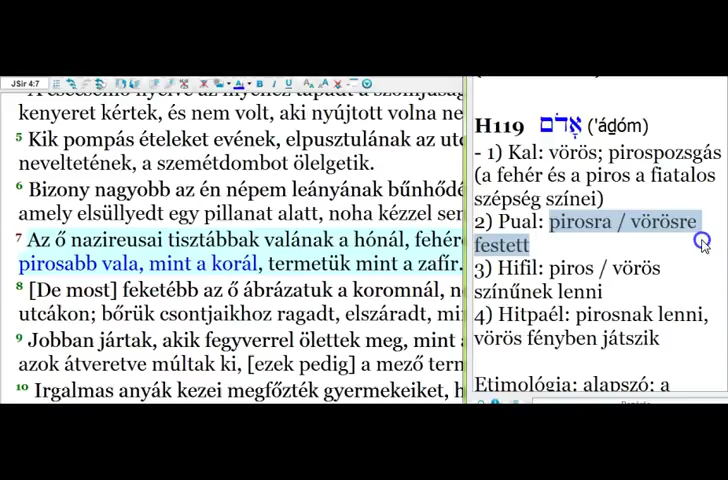 JSir 4:7
kenyeret kértek, és nem volt, aki nyújtott volna ne
5 Kik pompás ételeket evének, elpusztulának az utc
neveltetének, a szemétdombot ölelgetik.
6 Bizony nagyobb az én népem leányának bűnhődé
amely elsüllyedt egy pillanat alatt, noha kézzel sem
7 Az ő nazireusai tisztábbak valának a hónál, fehére
pirosabb vala, mint a korál, termetük mint a zafír.
8 [De most] feketébb az ő ábrázatuk a koromnál, ne
utcákon; bőrük csontjaikhoz ragadt, elszáradt, min
9 Jobban jártak, akik fegyverrel ölettek meg, mint a
azok átveretve múltak ki, [ezek pedig] a mező term
10 Irgalmas anyák kezei megfőzték gyermekeiket, h
H119 אָדֹם ('áḏóm)
- 1) Kal: vörös; pirospozsgás
(a fehér és a piros a fiatalos
szépség színei)
2) Pual: pirosra / vörösre
festett
3) Hifil: piros / vörös
színűnek lenni
4) Hitpaél: pirosnak lenni,
vörös fényben játszik
Etimológia: alapszó: a